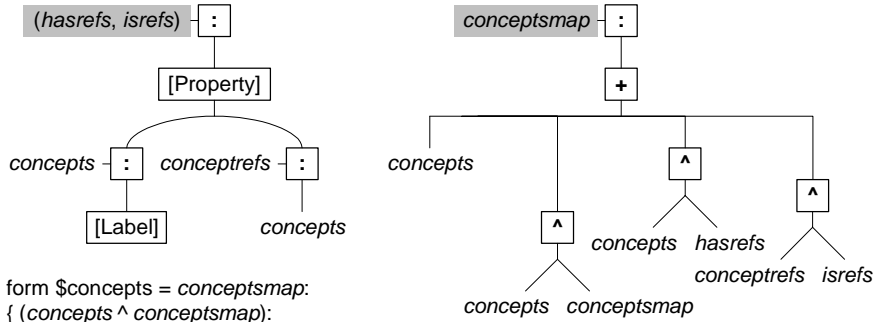 (hasrefs, isrefs) :
[Property]
concepts : conceptrefs :
[Label] concepts
conceptsmap :
+
concepts ^ ^
^ concepts hasrefs
conceptrefs isrefs
concepts conceptsmap
form $concepts = conceptsmap:
{ (concepts ^ conceptsmap):